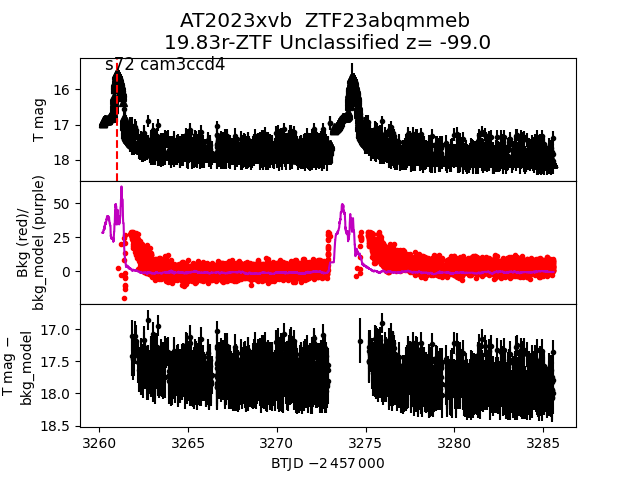 AT2023xvb ZTF23abqmmeb
19.83r-ZTF Unclassified z= -99.0
s72 cam3ccd4
T mag
16
17
18
Bkg (red)/
bkg_model (purple)
50
25
0
T mag −
bkg_model
17.0
17.5
18.0
18.5
3260 3265 3270 3275 3280 3285
BTJD −2 457 000